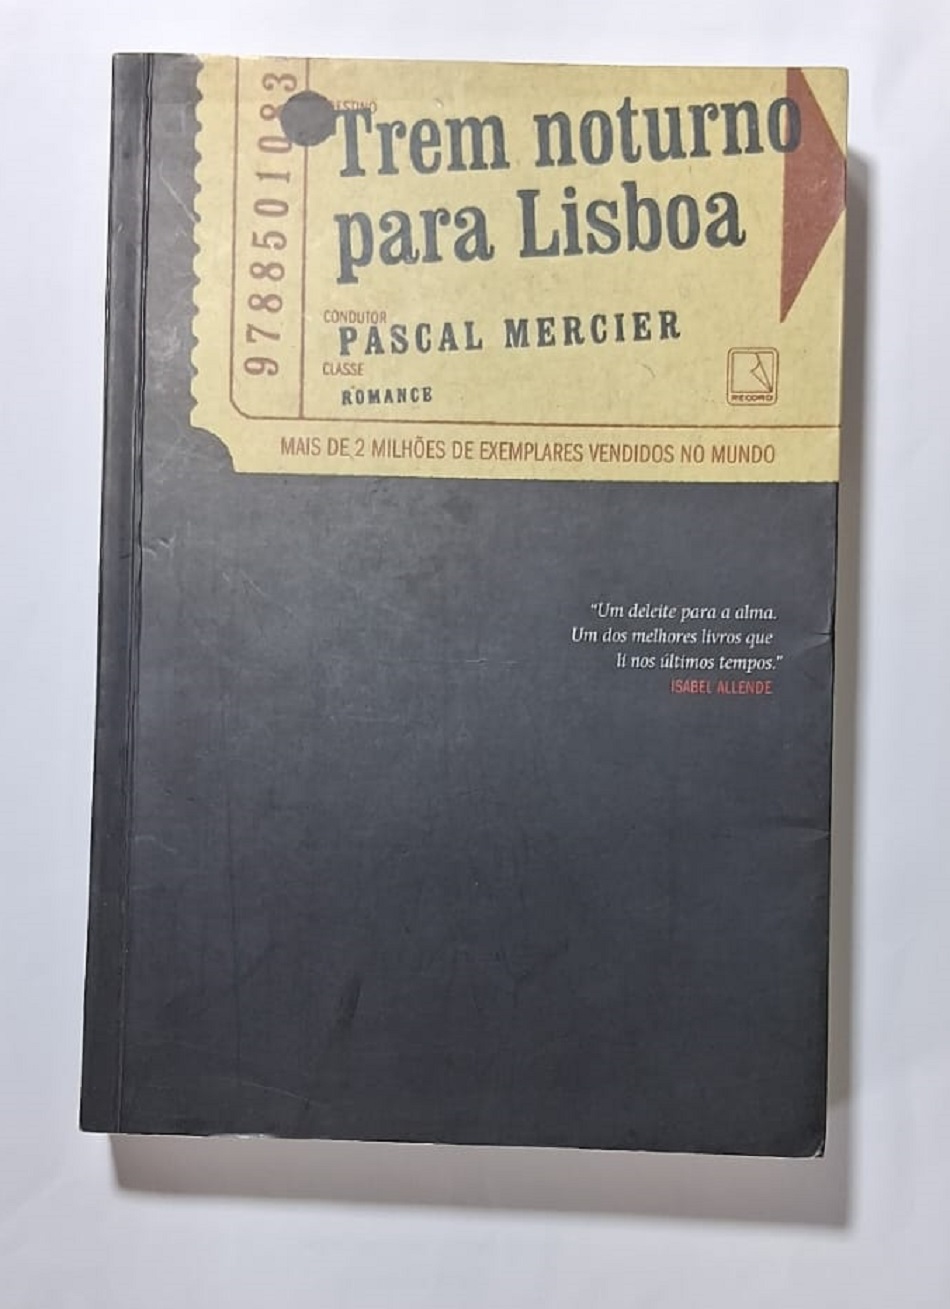 DESTINO
Trem noturno
para Lisboa
CONDUTOR
PASCAL MERCIER
CLASSE
ROMANCE
RECORD
MAIS DE 2 MILHÕES DE EXEMPLARES VENDIDOS NO MUNDO
978850101083
"Um deleite para a alma.
Um dos melhores livros que
li nos últimos tempos."
ISABEL ALLENDE